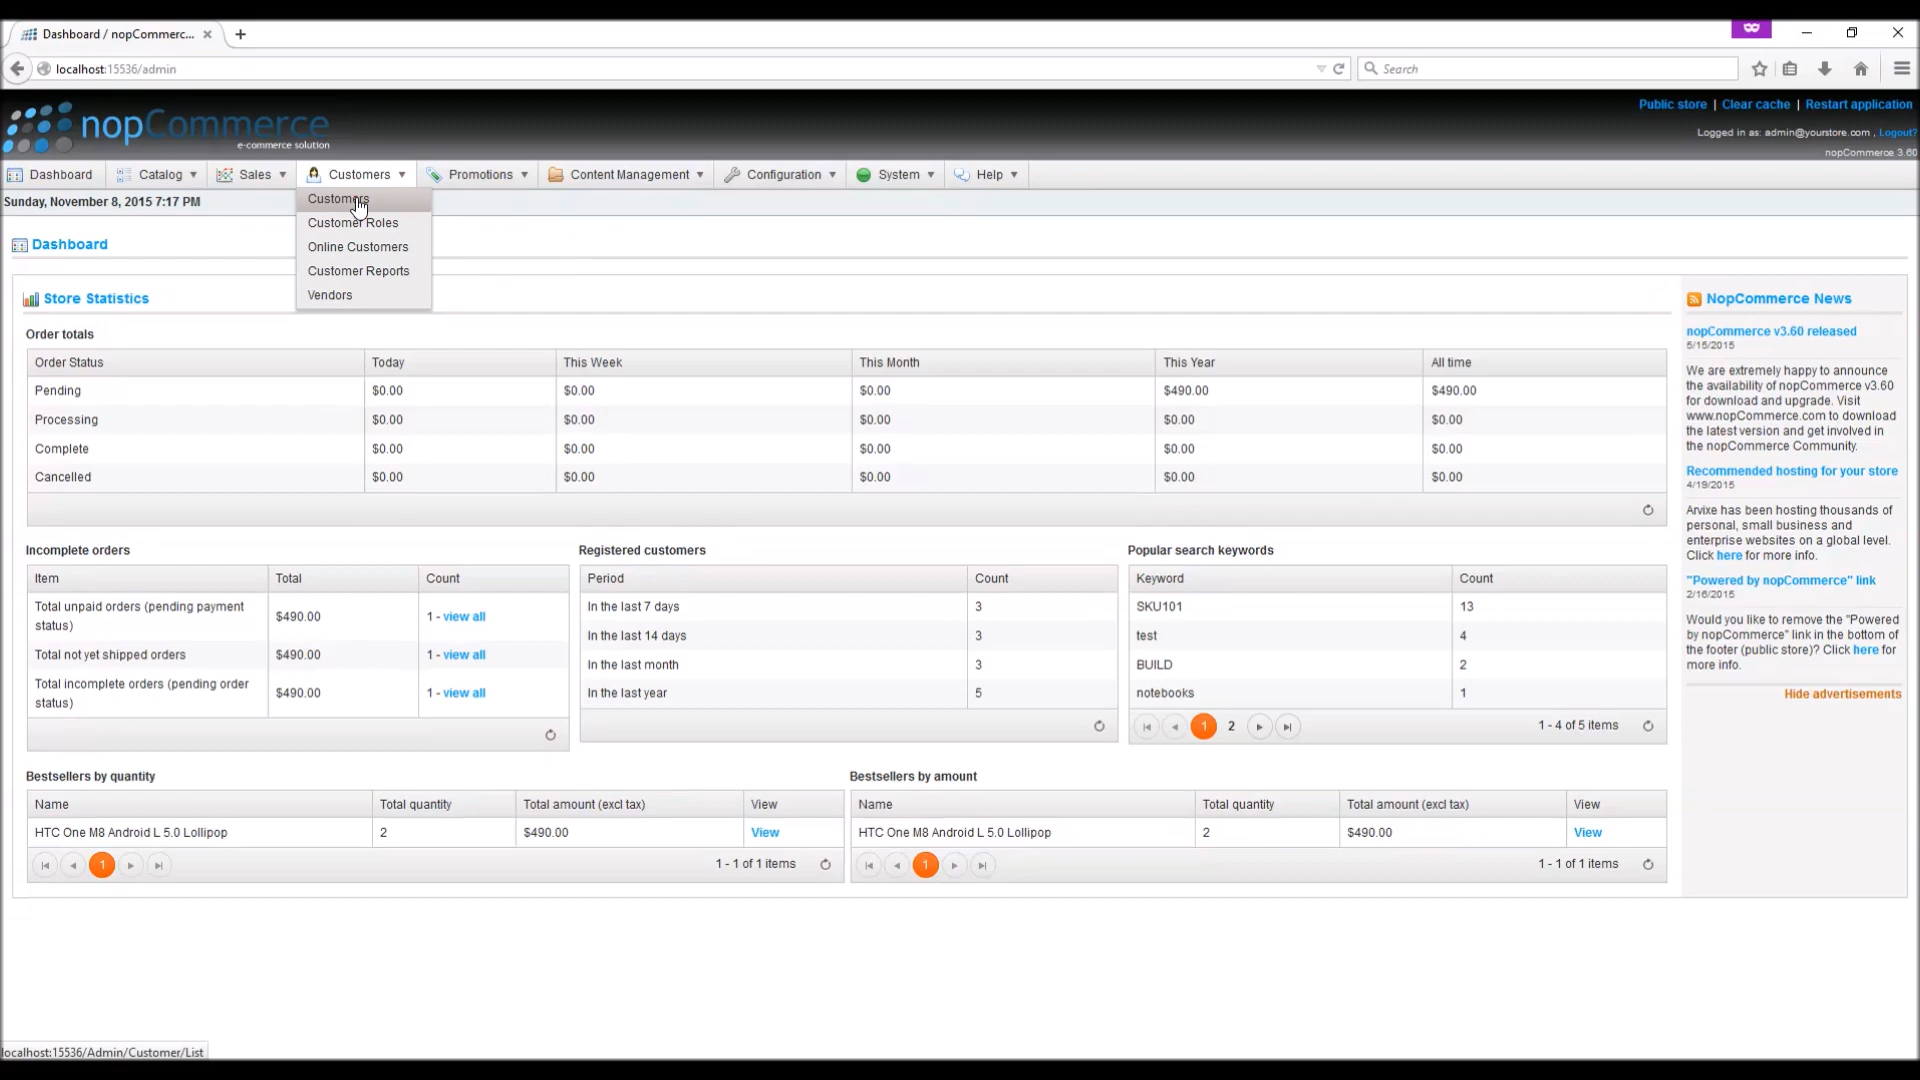 Dashboard / nopCommerc...
localhost:15536/admin
Search
Public store | Clear cache | Restart application
nopCommerce
e-commerce solution
Logged in as: admin@yourstore.com , Logout?
nopCommerce 3.60
Dashboard Catalog Sales Customers Promotions Content Management Configuration System Help
Sunday, November 8, 2015 7:17 PM
Customers
Customer Roles
Online Customers
Customer Reports
Vendors
Dashboard
Store Statistics
Order totals
Order Status Today This Week This Month This Year All time
Pending $0.00 $0.00 $0.00 $490.00 $490.00
Processing $0.00 $0.00 $0.00 $0.00 $0.00
Complete $0.00 $0.00 $0.00 $0.00 $0.00
Cancelled $0.00 $0.00 $0.00 $0.00 $0.00
Incomplete orders
Item Total Count
Total unpaid orders (pending payment
status) $490.00 1 - view all
Total not yet shipped orders $490.00 1 - view all
Total incomplete orders (pending order
status) $490.00 1 - view all
Registered customers
Period Count
In the last 7 days 3
In the last 14 days 3
In the last month 3
In the last year 5
Popular search keywords
Keyword Count
SKU101 13
test 4
BUILD 2
notebooks 1
1 2 1 - 4 of 5 items
Bestsellers by quantity
Name Total quantity Total amount (excl tax) View
HTC One M8 Android L 5.0 Lollipop 2 $490.00 View
1 1 - 1 of 1 items
Bestsellers by amount
Name Total quantity Total amount (excl tax) View
HTC One M8 Android L 5.0 Lollipop 2 $490.00 View
1 1 - 1 of 1 items
NopCommerce News
nopCommerce v3.60 released
5/15/2015
We are extremely happy to announce
the availability of nopCommerce v3.60
for download and upgrade. Visit
www.nopCommerce.com to download
the latest version and get involved in
the nopCommerce Community.
Recommended hosting for your store
4/19/2015
Arvixe has been hosting thousands of
personal, small business and
enterprise websites on a global level.
Click here for more info.
"Powered by nopCommerce" link
2/16/2015
Would you like to remove the "Powered
by nopCommerce" link in the bottom of
the footer (public store)? Click here for
more info.
Hide advertisements
localhost:15536/Admin/Customer/List